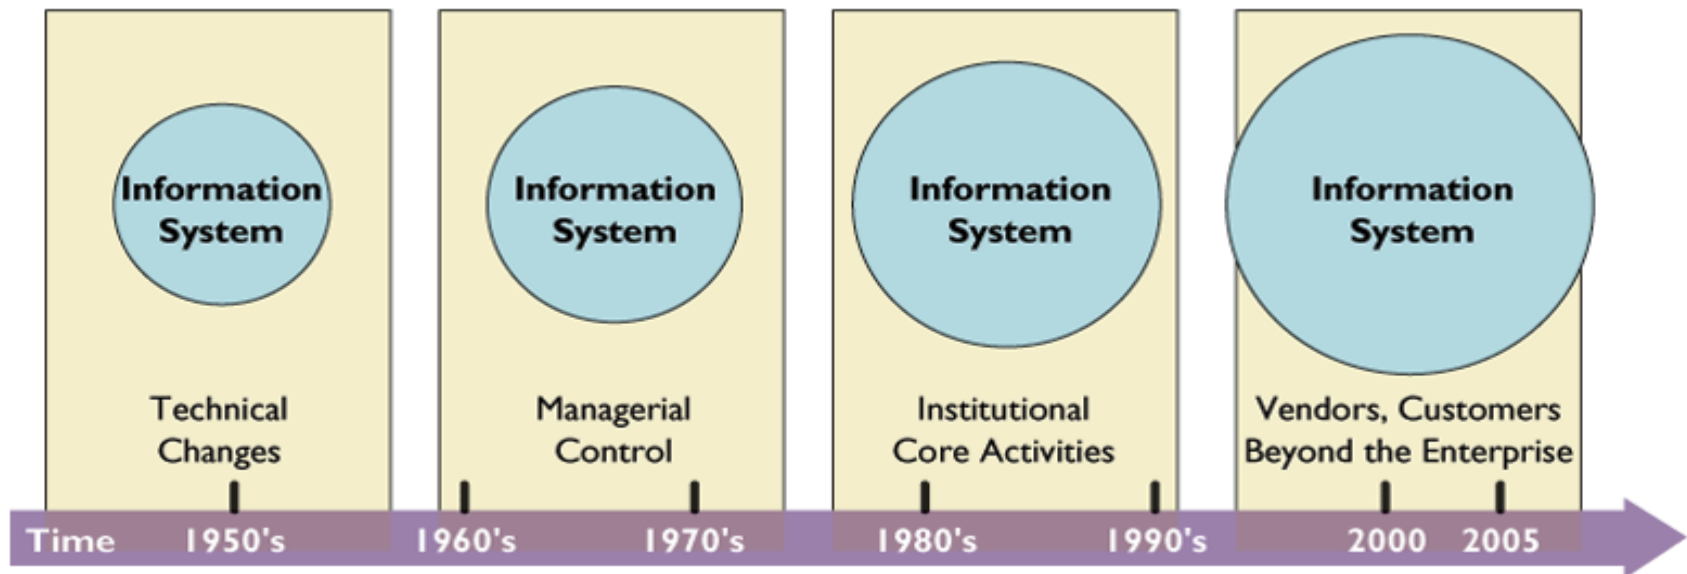 Information
System
Technical
Changes
Information
System
Managerial
Control
Information
System
Institutional
Core Activities
Information
System
Vendors, Customers
Beyond the Enterprise
Time 1950's 1960's 1970's 1980's 1990's 2000 2005